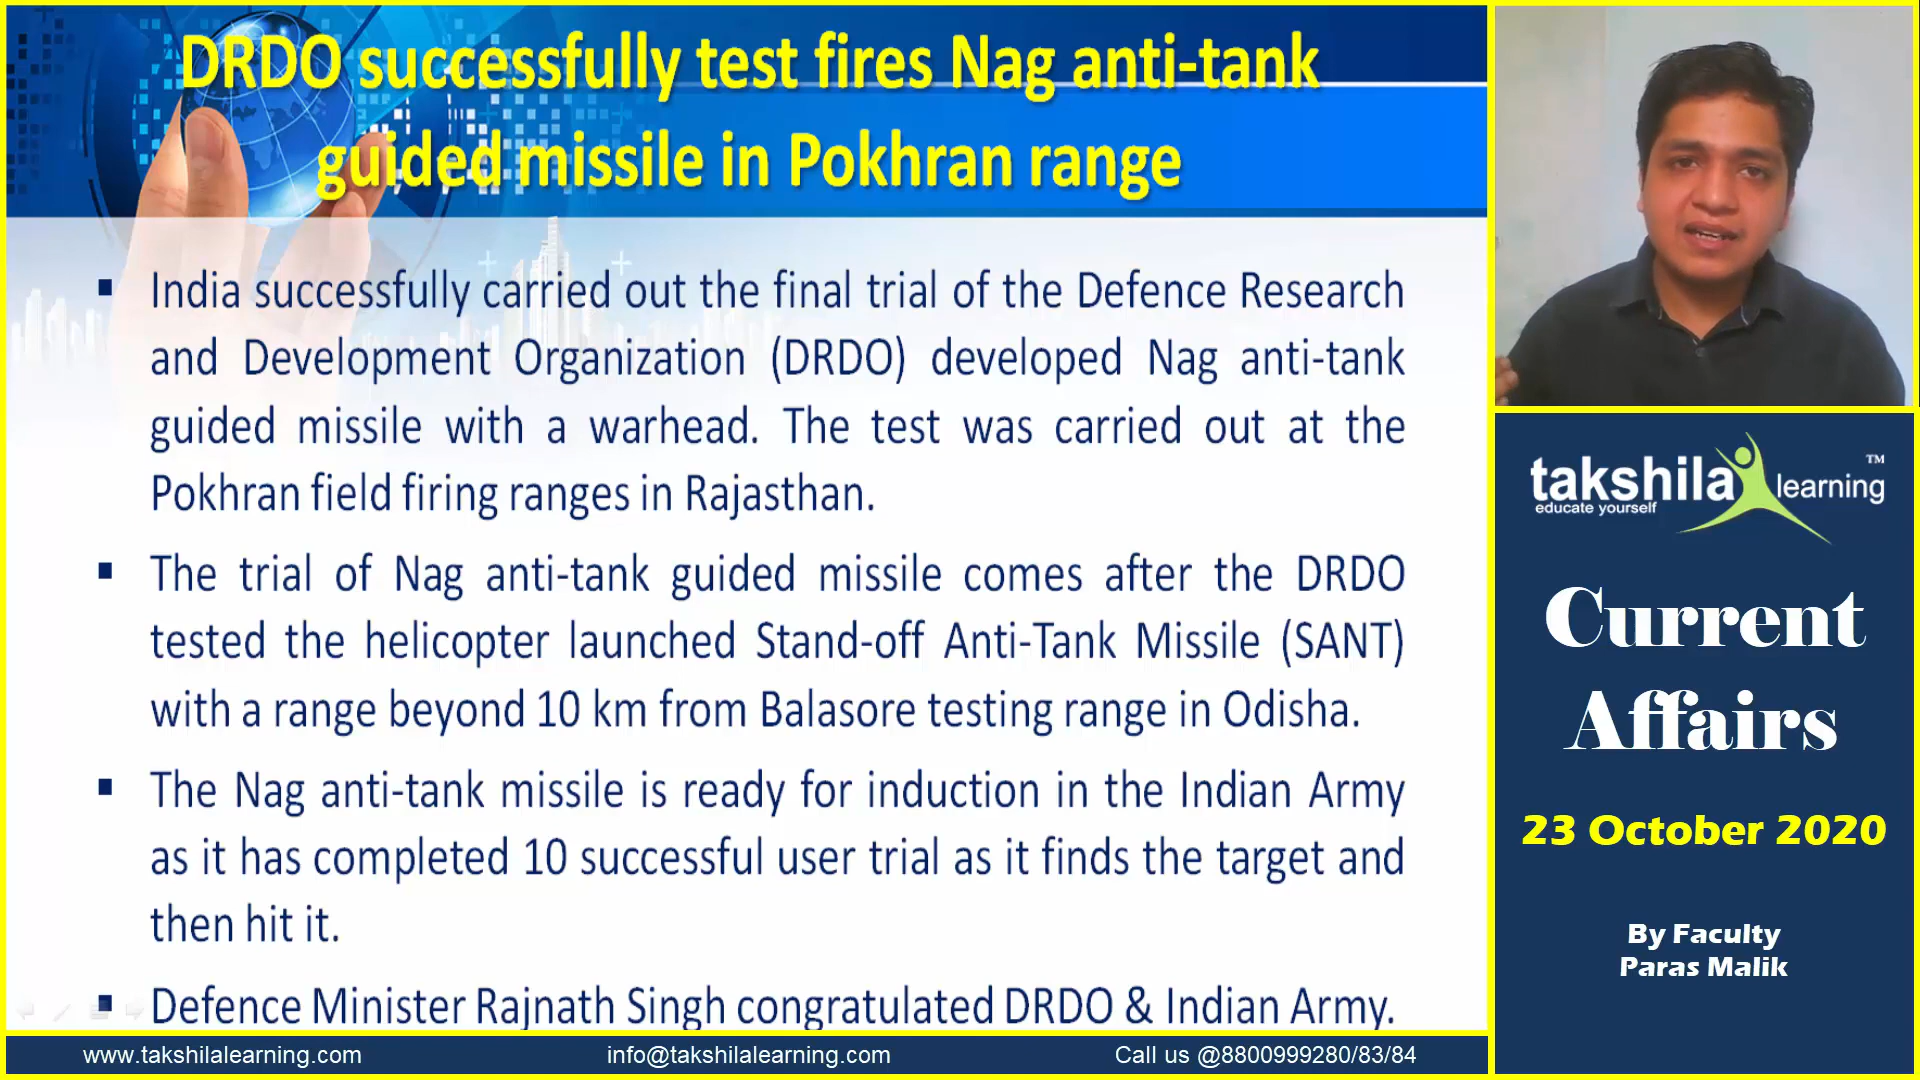 DRDO successfully test fires Nag anti-tank
guided missile in Pokhran range
▪ India successfully carried out the final trial of the Defence Research
and Development Organization (DRDO) developed Nag anti-tank
guided missile with a warhead. The test was carried out at the
Pokhran field firing ranges in Rajasthan.
▪ The trial of Nag anti-tank guided missile comes after the DRDO
tested the helicopter launched Stand-off Anti-Tank Missile (SANT)
with a range beyond 10 km from Balasore testing range in Odisha.
▪ The Nag anti-tank missile is ready for induction in the Indian Army
as it has completed 10 successful user trial as it finds the target and
then hit it.
▪ Defence Minister Rajnath Singh congratulated DRDO & Indian Army.
www.takshilalearning.com info@takshilalearning.com Call us @8800999280/83/84
takshila learning ™
educate yourself
Current
Affairs
23 October 2020
By Faculty
Paras Malik